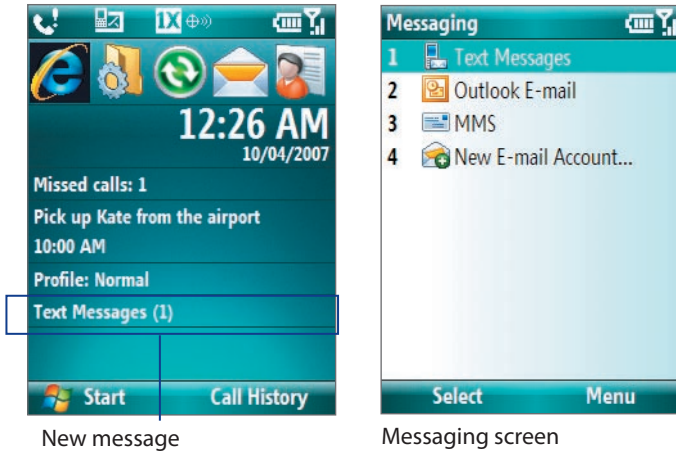 1X
12:26 AM
10/04/2007
Missed calls: 1
Pick up Kate from the airport
10:00 AM
Profile: Normal
Text Messages (1)
Start Call History
New message
Messaging
1 Text Messages
2 Outlook E-mail
3 MMS
4 New E-mail Account...
Select Menu
Messaging screen